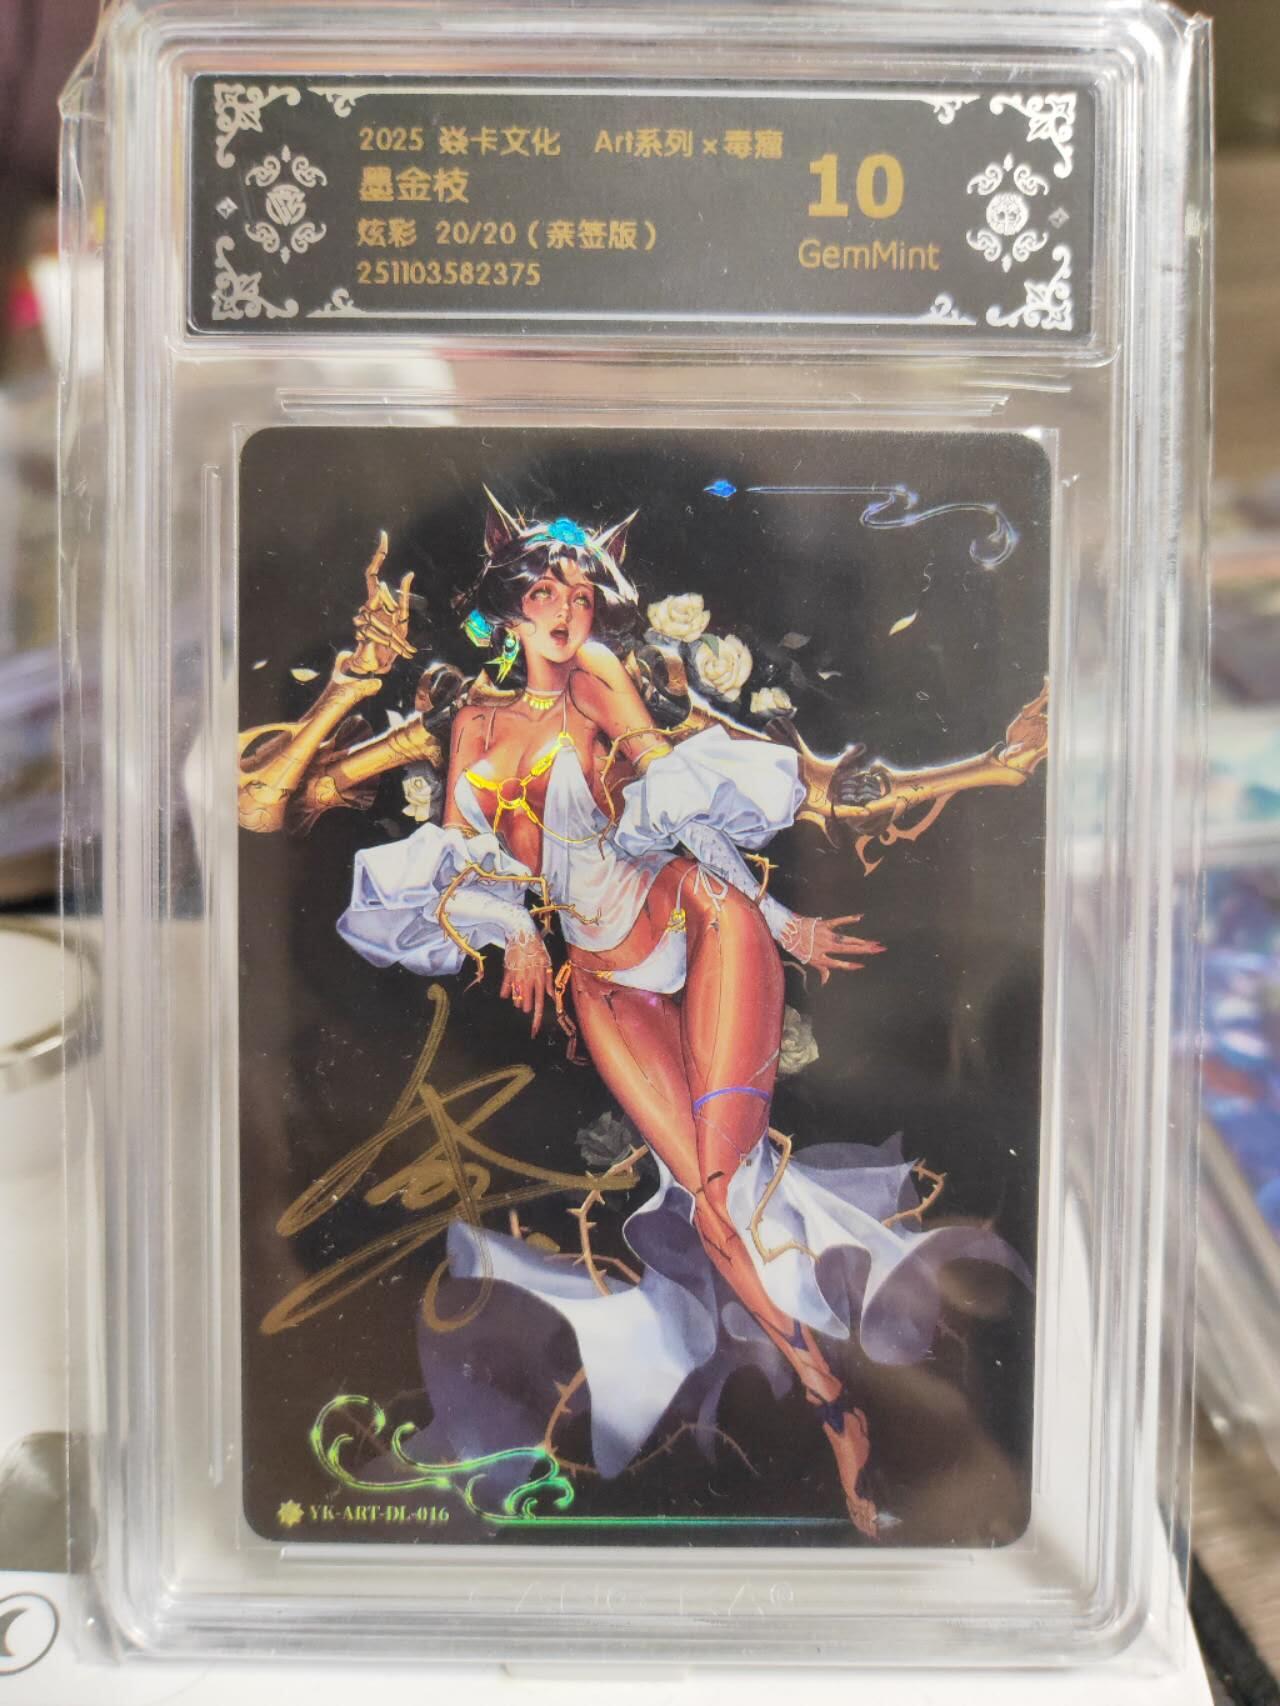 2025 焱卡文化 Art系列×毒瘤
墨金枝
炫彩 20/20（亲签版）
251103582375
10
GemMint
YK-ART-DL-016